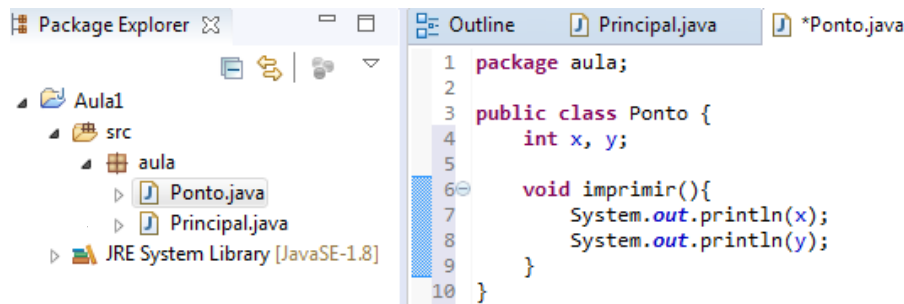 Package Explorer
Aula1
src
aula
Ponto.java
Principal.java
JRE System Library [JavaSE-1.8]
Outline
Principal.java
*Ponto.java
1 package aula;
2
3 public class Ponto {
4 int x, y;
5
6 void imprimir(){
7 System.out.println(x);
8 System.out.println(y);
9 }
10 }